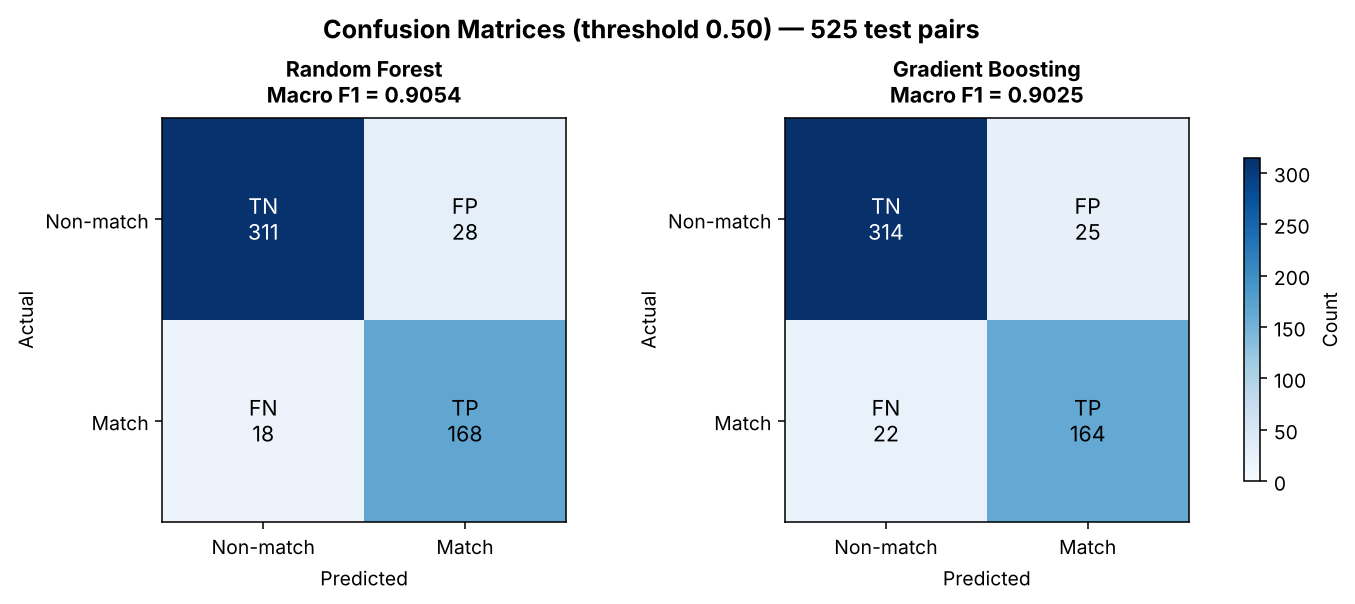 Confusion Matrices (threshold 0.50) — 525 test pairs
Random Forest
Macro F1 = 0.9054
Actual
Non-match
Match
TN
311
FP
28
FN
18
TP
168
Non-match
Match
Predicted
Gradient Boosting
Macro F1 = 0.9025
Actual
Non-match
Match
TN
314
FP
25
FN
22
TP
164
Non-match
Match
Predicted
300
250
200
150
100
50
0
Count